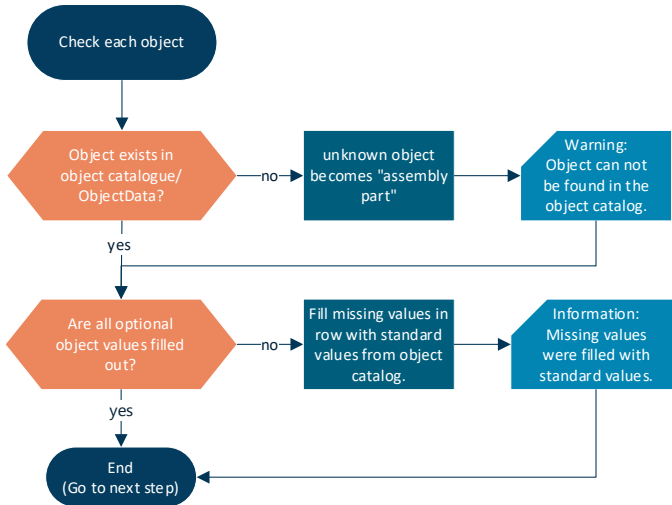 Check each object
Object exists in
object catalogue/
ObjectData?
no
unknown object
becomes "assembly
part"
Warning:
Object can not
be found in the
object catalog.
yes
Are all optional
object values filled
out?
no
Fill missing values in
row with standard
values from object
catalog.
Information:
Missing values
were filled with
standard values.
yes
End
(Go to next step)